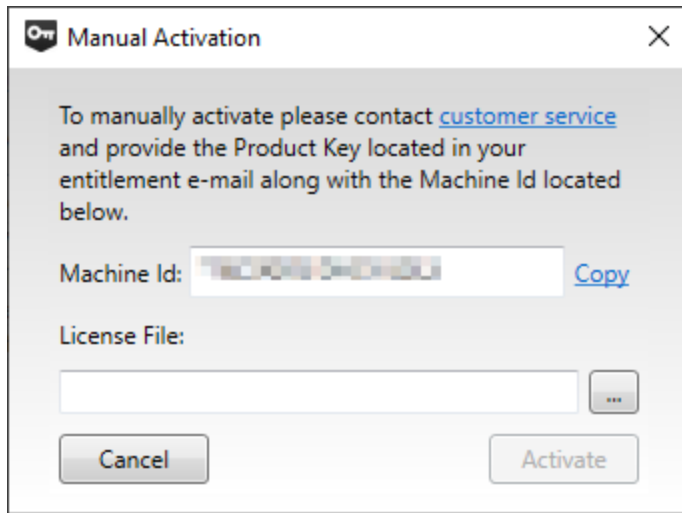 Manual Activation
To manually activate please contact customer service
and provide the Product Key located in your
entitlement e-mail along with the Machine Id located
below.
Machine Id: Copy
License File:
...
Cancel Activate